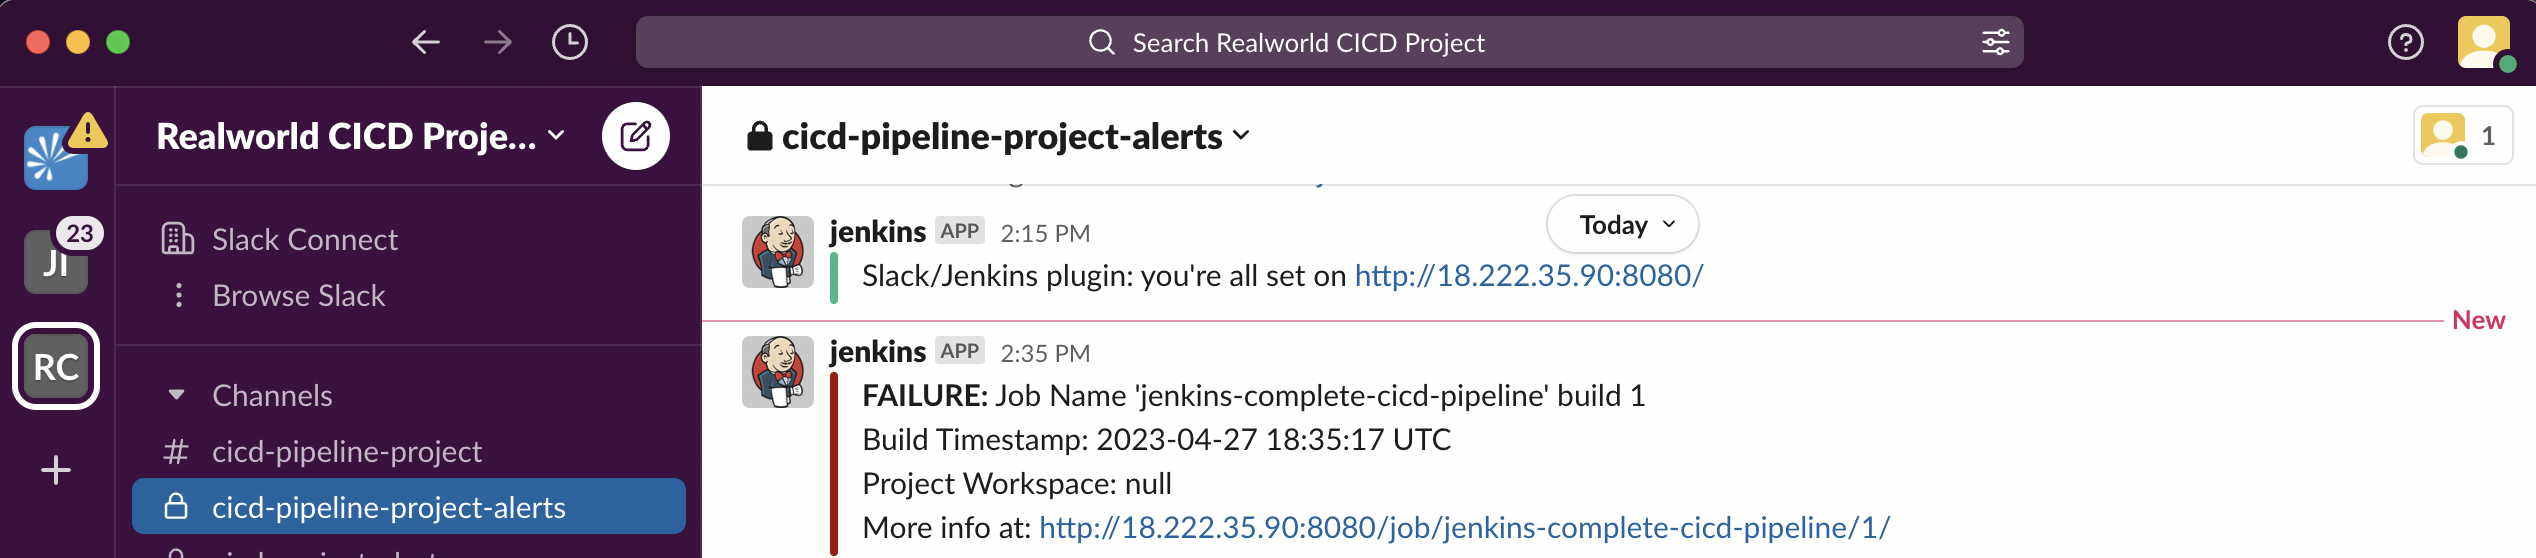 Search Realworld CICD Project
23
JI
RC
Realworld CICD Proje...
Slack Connect
Browse Slack
Channels
# cicd-pipeline-project
cicd-pipeline-project-alerts
cicd-pipeline-project-alerts
1
Today
jenkins APP 2:15 PM
Slack/Jenkins plugin: you're all set on http://18.222.35.90:8080/
New
jenkins APP 2:35 PM
FAILURE: Job Name 'jenkins-complete-cicd-pipeline' build 1
Build Timestamp: 2023-04-27 18:35:17 UTC
Project Workspace: null
More info at: http://18.222.35.90:8080/job/jenkins-complete-cicd-pipeline/1/